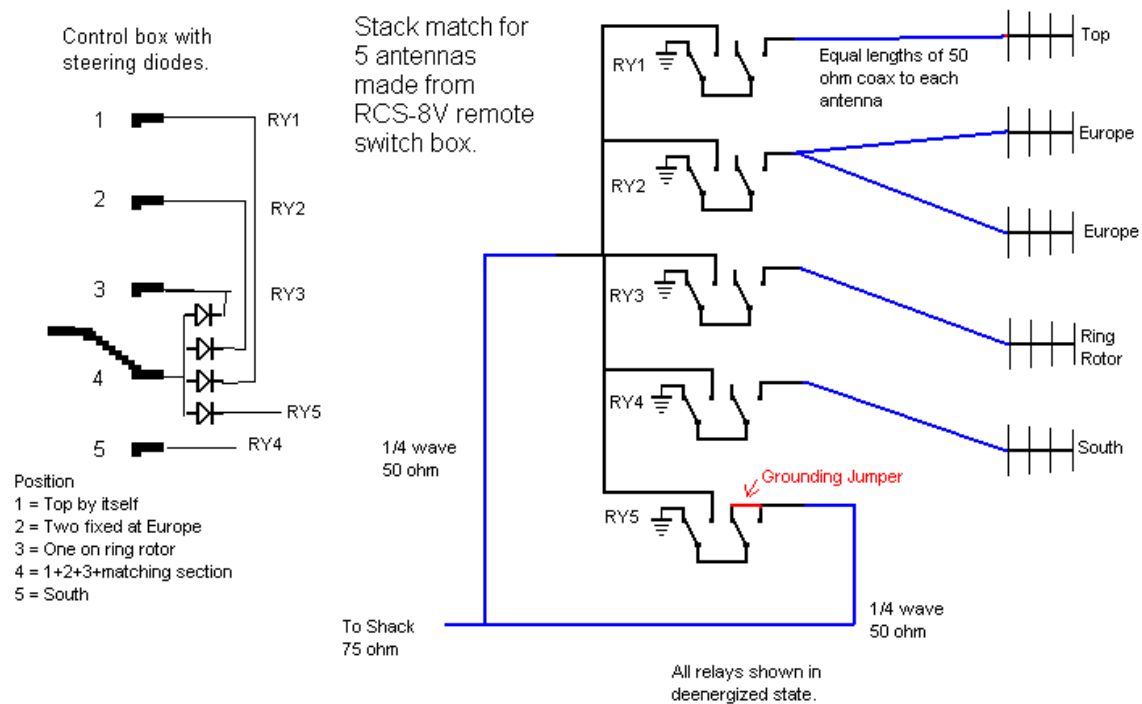 Control box with
steering diodes.
1
RY1
2
RY2
3
RY3
4
RY5
5
RY4
Position
1 = Top by itself
2 = Two fixed at Europe
3 = One on ring rotor
4 = 1+2+3+matching section
5 = South
Stack match for
5 antennas
made from
RCS-8V remote
switch box.
RY1
Equal lengths of 50
ohm coax to each
antenna
Top
RY2
Europe
Europe
RY3
Ring
Rotor
RY4
South
1/4 wave
50 ohm
Grounding Jumper
RY5
To Shack
75 ohm
1/4 wave
50 ohm
All relays shown in
deenergized state.